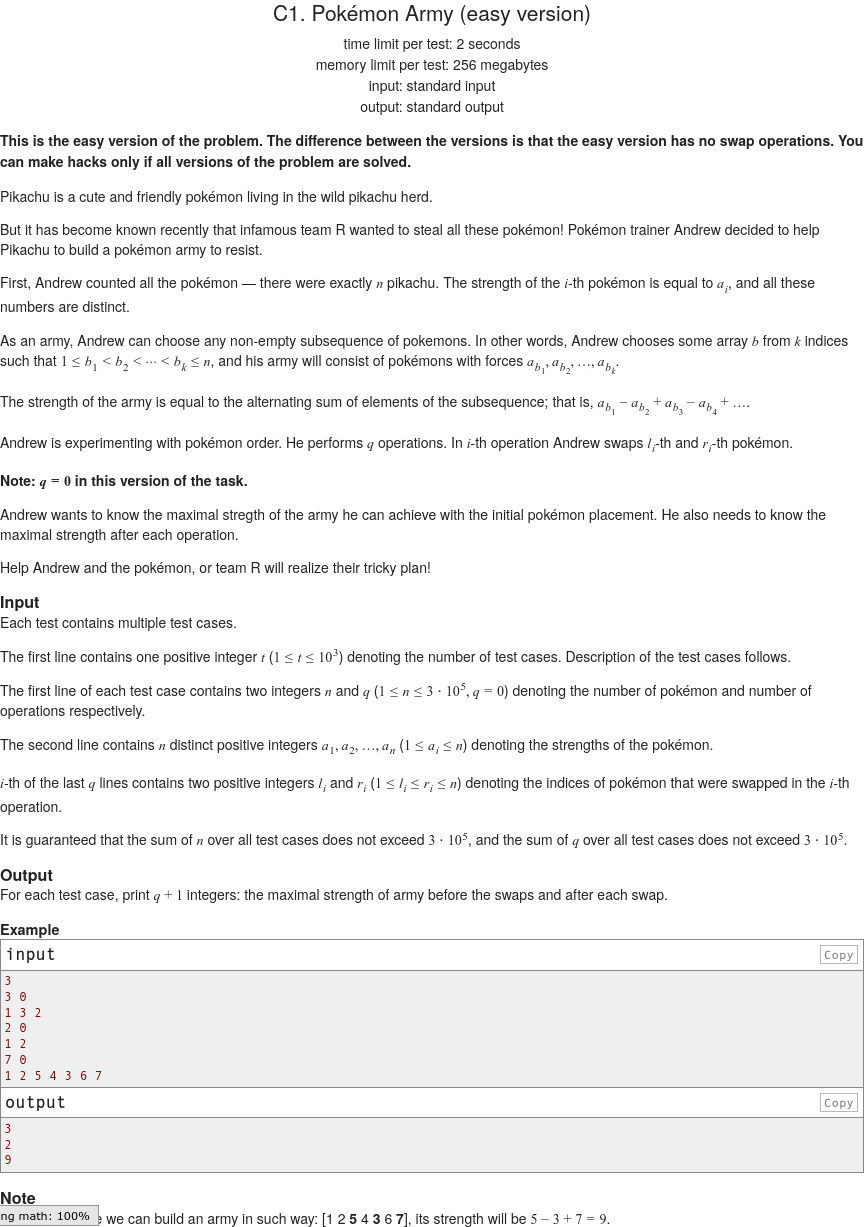 C1. Pokémon Army (easy version)
time limit per test: 2 seconds
memory limit per test: 256 megabytes
input: standard input
output: standard output
This is the easy version of the problem. The difference between the versions is that the easy version has no swap operations. You
can make hacks only if all versions of the problem are solved.
Pikachu is a cute and friendly pokémon living in the wild pikachu herd.
But it has become known recently that infamous team R wanted to steal all these pokémon! Pokémon trainer Andrew decided to help
Pikachu to build a pokémon army to resist.
First, Andrew counted all the pokémon — there were exactly n pikachu. The strength of the i-th pokémon is equal to a_i, and all these
numbers are distinct.
As an army, Andrew can choose any non-empty subsequence of pokemons. In other words, Andrew chooses some array b from k indices
such that 1 ≤ b_1 < b_2 < ⋯ < b_k ≤ n, and his army will consist of pokémons with forces a_{b_1}, a_{b_2}, …, a_{b_k}.
The strength of the army is equal to the alternating sum of elements of the subsequence; that is, a_{b_1} − a_{b_2} + a_{b_3} − a_{b_4} + ….
Andrew is experimenting with pokémon order. He performs q operations. In i-th operation Andrew swaps l_i-th and r_i-th pokémon.
Note: q = 0 in this version of the task.
Andrew wants to know the maximal stregth of the army he can achieve with the initial pokémon placement. He also needs to know the
maximal strength after each operation.
Help Andrew and the pokémon, or team R will realize their tricky plan!
Input
Each test contains multiple test cases.
The first line contains one positive integer t (1 ≤ t ≤ 10^3) denoting the number of test cases. Description of the test cases follows.
The first line of each test case contains two integers n and q (1 ≤ n ≤ 3 · 10^5, q = 0) denoting the number of pokémon and number of
operations respectively.
The second line contains n distinct positive integers a_1, a_2, …, a_n (1 ≤ a_i ≤ n) denoting the strengths of the pokémon.
i-th of the last q lines contains two positive integers l_i and r_i (1 ≤ l_i ≤ r_i ≤ n) denoting the indices of pokémon that were swapped in the i-th
operation.
It is guaranteed that the sum of n over all test cases does not exceed 3 · 10^5, and the sum of q over all test cases does not exceed 3 · 10^5.
Output
For each test case, print q + 1 integers: the maximal strength of army before the swaps and after each swap.
Example
input Copy
3
3 0
1 3 2
2 0
1 2
7 0
1 2 5 4 3 6 7
output Copy
3
2
9
Note
ng math: 100% we can build an army in such way: [1 2 5 4 3 6 7], its strength will be 5 − 3 + 7 = 9.